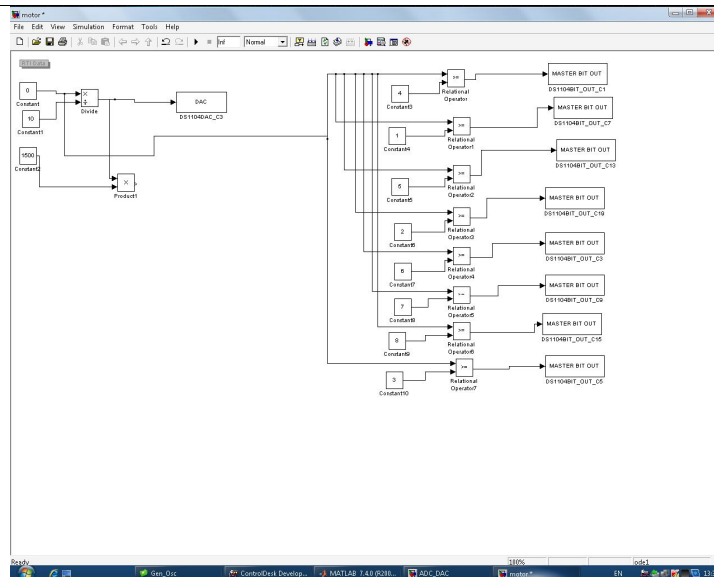 motor *
File Edit View Simulation Format Tools Help
Inf Normal
RTI Data
0
Constant
10
Constant1
×
÷
Divide
DAC
DS1104DAC_C3
1500
Constant2
×
Product1
4
Constant3
>=
Relational
Operator
MASTER BIT OUT
DS1104BIT_OUT_C1
1
Constant4
>=
Relational
Operator1
MASTER BIT OUT
DS1104BIT_OUT_C7
5
Constant5
>=
Relational
Operator2
MASTER BIT OUT
DS1104BIT_OUT_C13
2
Constant6
>=
Relational
Operator3
MASTER BIT OUT
DS1104BIT_OUT_C19
6
Constant7
>=
Relational
Operator4
MASTER BIT OUT
DS1104BIT_OUT_C3
7
Constant8
Relational
Operator5
MASTER BIT OUT
DS1104BIT_OUT_C9
8
Constant9
>=
Relational
Operator6
MASTER BIT OUT
DS1104BIT_OUT_C15
3
Constant10
>=
Relational
Operator7
MASTER BIT OUT
DS1104BIT_OUT_C5
Ready 100% ode1
Gen_Osc ControlDesk Develop... MATLAB 7.4.0 (R200... ADC_DAC motor * EN